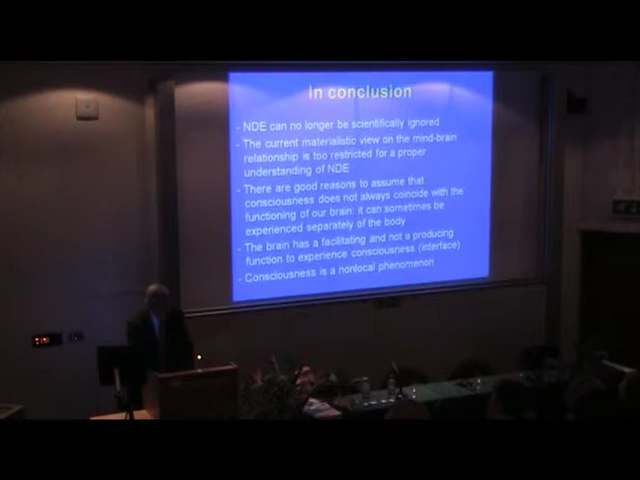 In conclusion
- NDE can no longer be scientifically ignored
- The current materialistic view on the mind-brain
relationship is too restricted for a proper
understanding of NDE
- There are good reasons to assume that
consciousness does not always coincide with the
functioning of our brain: it can sometimes be
experienced separately of the body
- The brain has a facilitating and not a producing
function to experience consciousness (interface)
- Consciousness is a nonlocal phenomenon